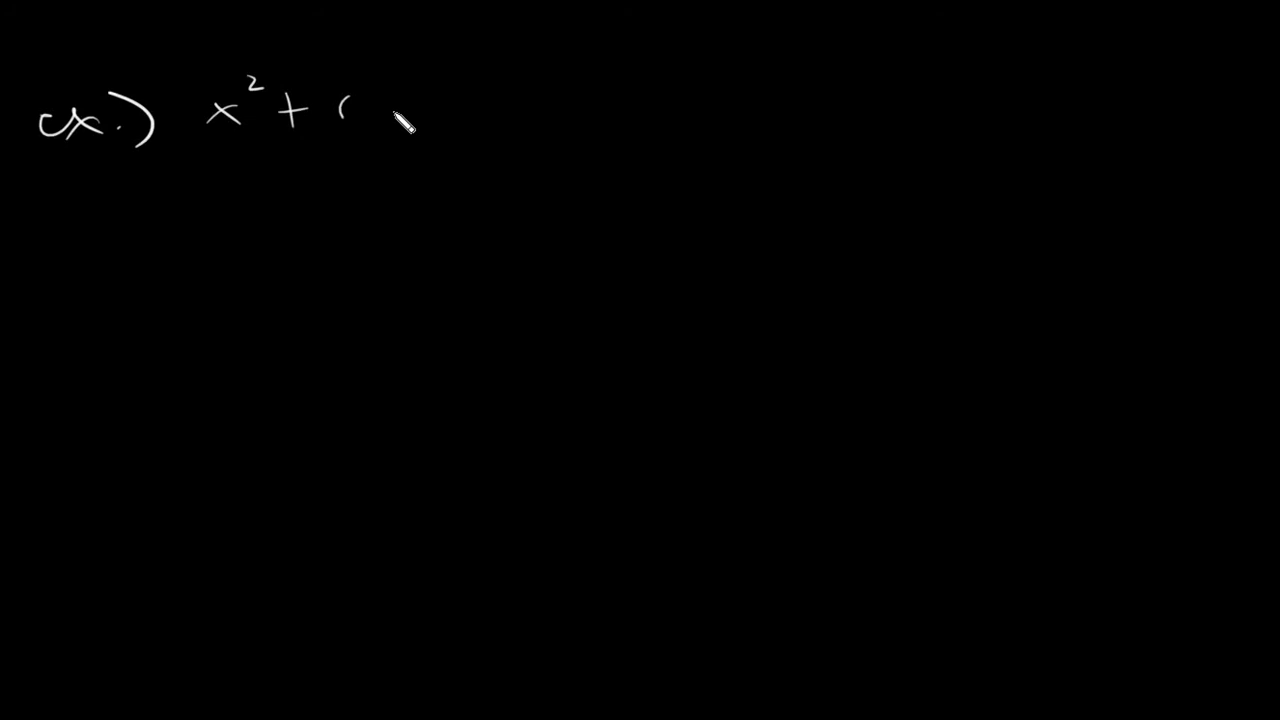 ex.) x² + (